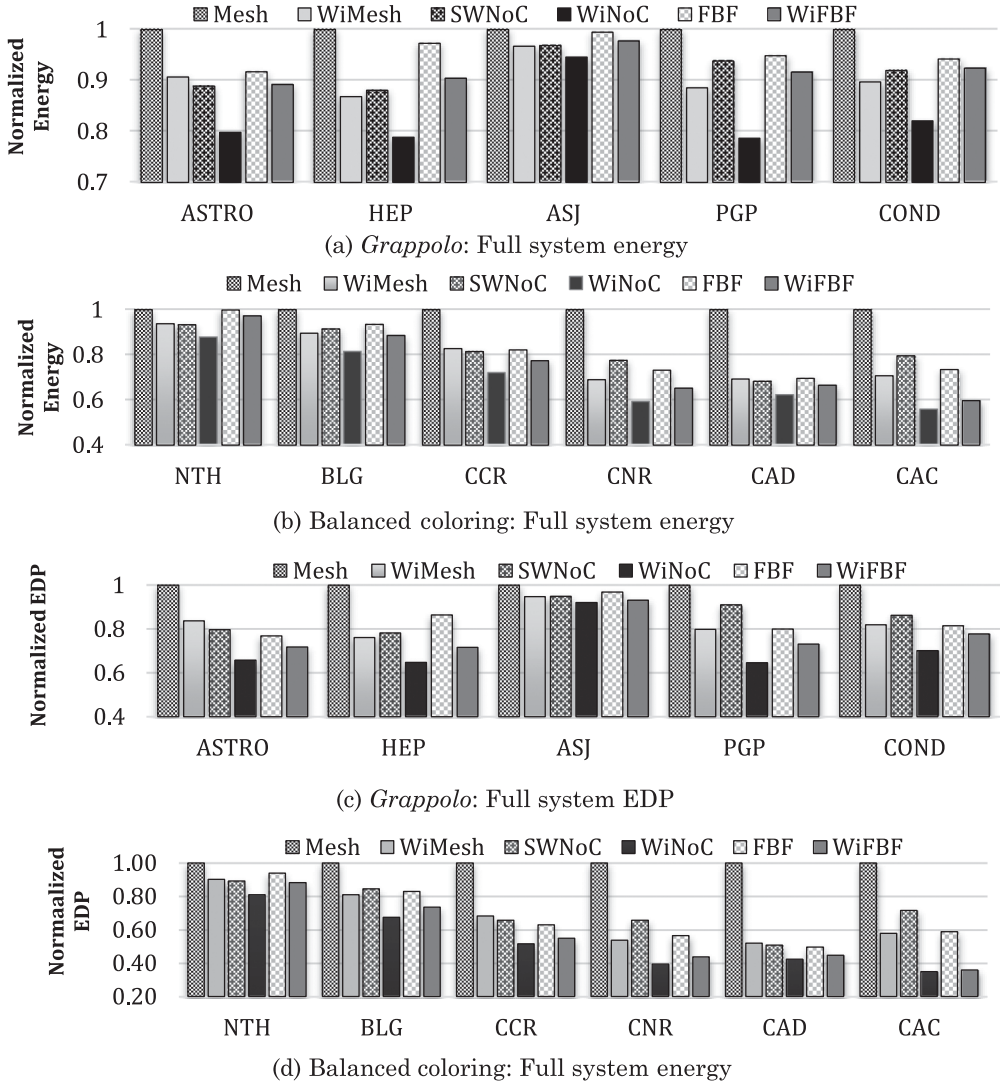 Mesh WiMesh SWNoC WiNoC FBF WiFBF
Normalized
Energy
1
0.9
0.8
0.7
ASTRO HEP ASJ PGP COND
(a) Grappolo: Full system energy
Mesh WiMesh SWNoC WiNoC FBF WiFBF
Normalized
Energy
1
0.8
0.6
0.4
NTH BLG CCR CNR CAD CAC
(b) Balanced coloring: Full system energy
Mesh WiMesh SWNoC WiNoC FBF WiFBF
Normalized EDP
1
0.8
0.6
0.4
ASTRO HEP ASJ PGP COND
(c) Grappolo: Full system EDP
Mesh WiMesh SWNoC WiNoC FBF WiFBF
Normaalized
EDP
1.00
0.80
0.60
0.40
0.20
NTH BLG CCR CNR CAD CAC
(d) Balanced coloring: Full system energy